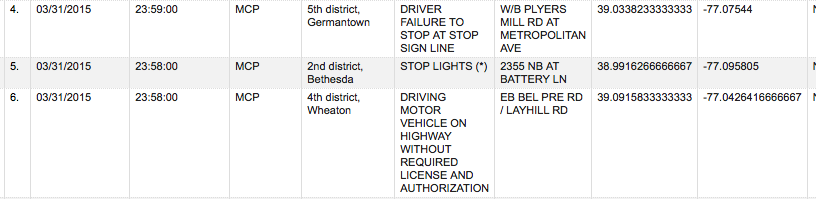 4. 03/31/2015 23:59:00 MCP 5th district, DRIVER W/B PLYERS 39.0338233333333 -77.07544 N
Germantown FAILURE TO MILL RD AT
STOP AT STOP METROPOLITAN
SIGN LINE AVE
5. 03/31/2015 23:58:00 MCP 2nd district, STOP LIGHTS (*) 2355 NB AT 38.9916266666667 -77.095805 N
Bethesda BATTERY LN
6. 03/31/2015 23:58:00 MCP 4th district, DRIVING EB BEL PRE RD 39.0915833333333 -77.0426416666667 N
Wheaton MOTOR / LAYHILL RD
VEHICLE ON
HIGHWAY
WITHOUT
REQUIRED
LICENSE AND
AUTHORIZATION